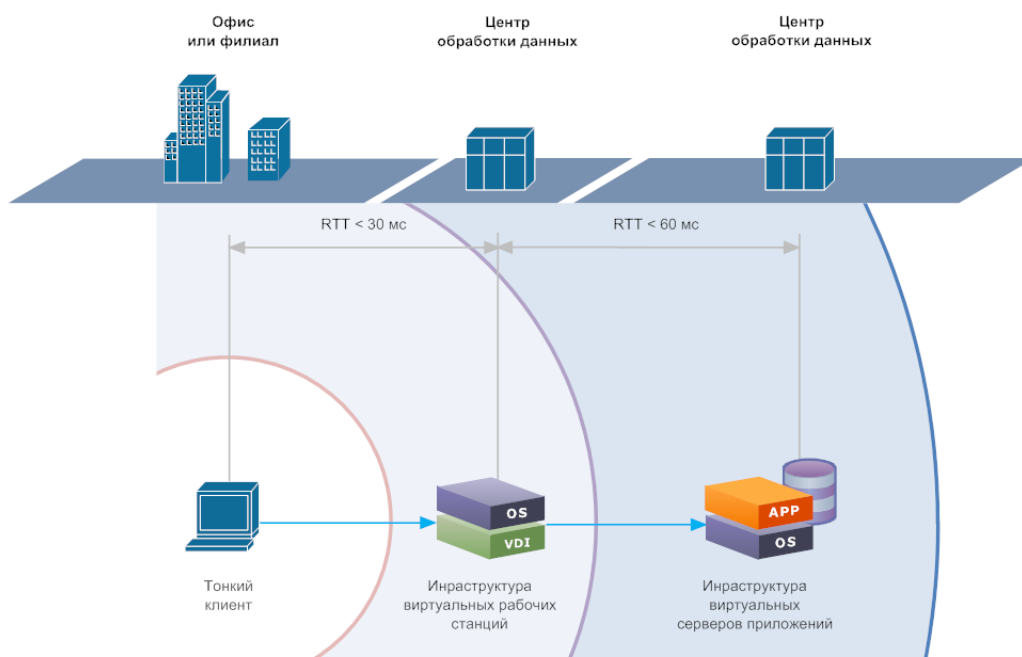 Офис
или филиал
Центр
обработки данных
Центр
обработки данных
RTT < 30 мс
RTT < 60 мс
OS
VDI
APP
OS
Тонкий
клиент
Инраструктура
виртуальных рабочих
станций
Инраструктура
виртуальных
серверов приложений